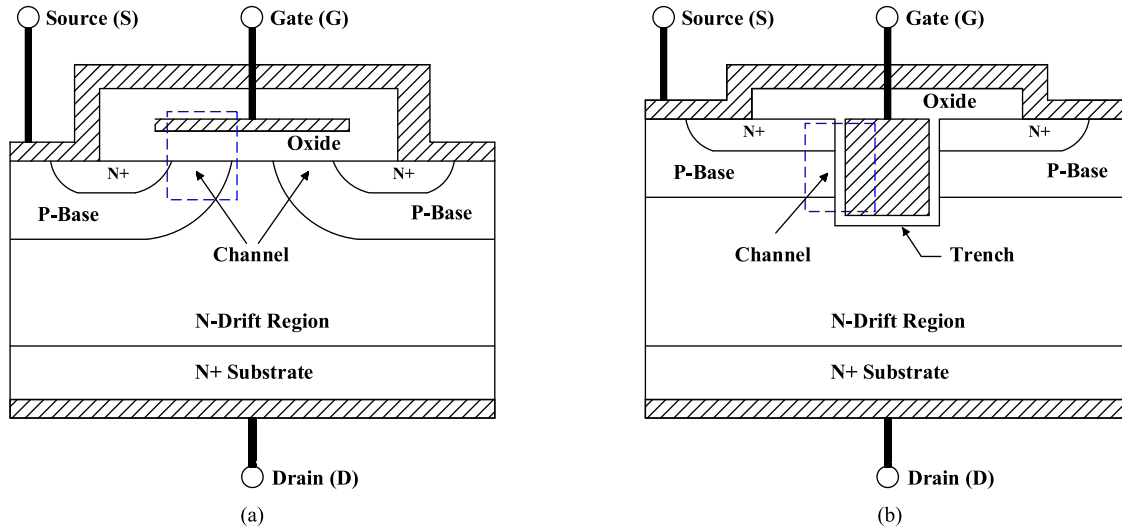 Source (S)
Gate (G)
Oxide
N+
N+
P-Base
P-Base
Channel
N-Drift Region
N+ Substrate
Drain (D)
(a)
Source (S)
Gate (G)
Oxide
N+
N+
P-Base
P-Base
Channel
Trench
N-Drift Region
N+ Substrate
Drain (D)
(b)